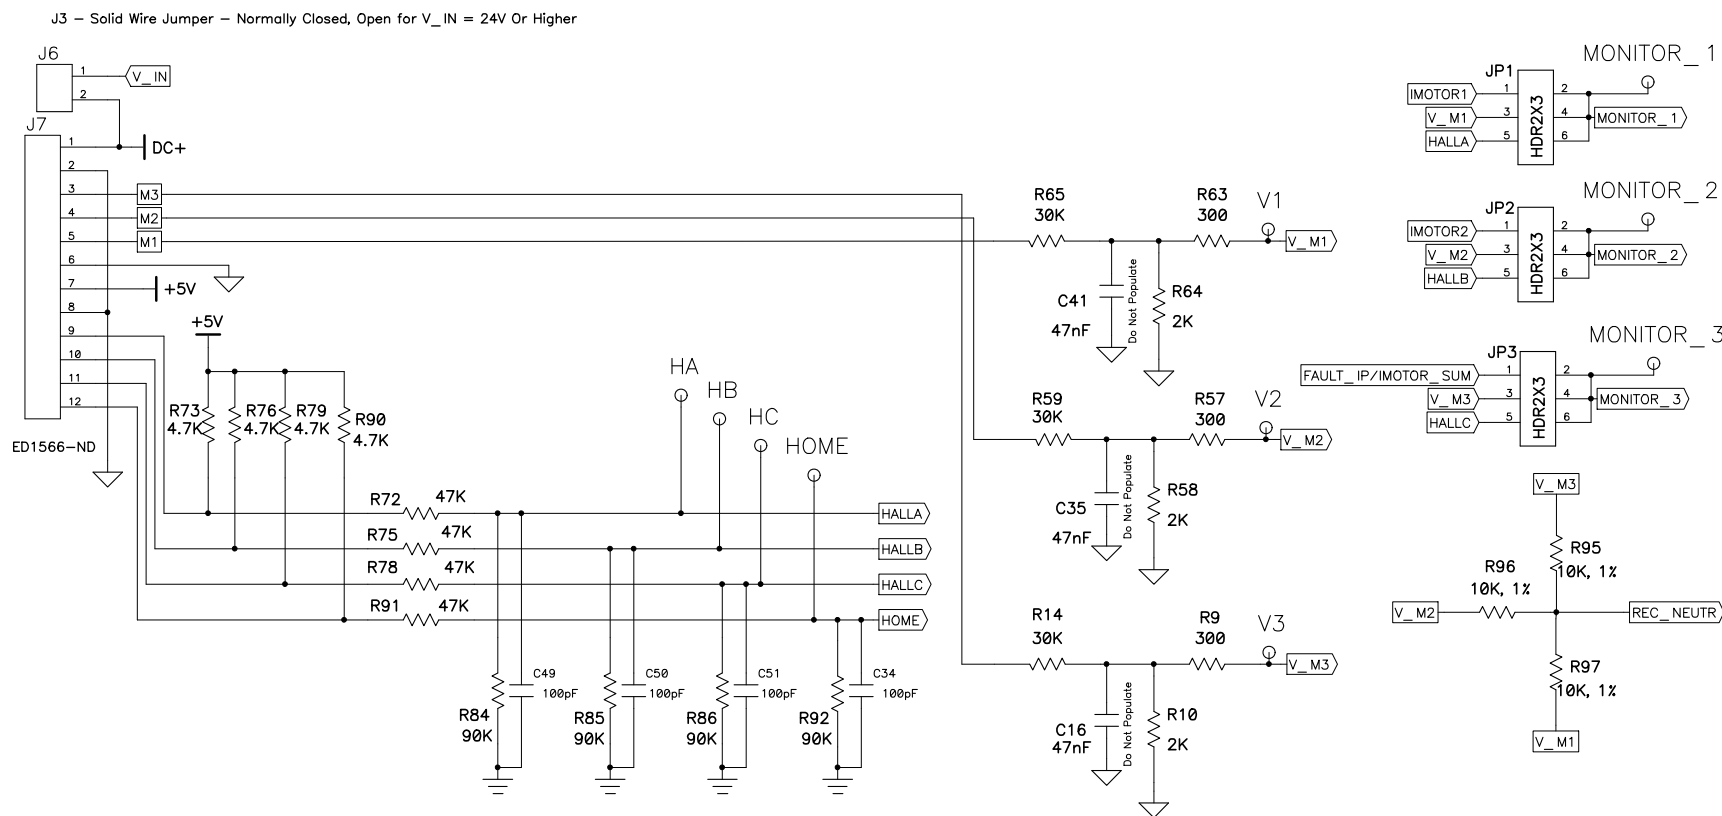 J3 – Solid Wire Jumper – Normally Closed, Open for V_IN = 24V Or Higher
J6
1
V_IN
2
J7
1
DC+
2
3
M3
4
M2
5
M1
6
7
+5V
8
9
10
11
12
ED1566-ND
+5V
R73
4.7K
R76
4.7K
R79
4.7K
R90
4.7K
HA
HB
HC
HOME
R72
47K
HALLA
R75
47K
HALLB
R78
47K
HALLC
R91
47K
HOME
C49
100pF
R84
90K
C50
100pF
R85
90K
C51
100pF
R86
90K
C34
100pF
R92
90K
R65
30K
R63
300
V1
V_M1
C41
47nF
Do Not Populate
R64
2K
R59
30K
R57
300
V2
V_M2
C35
47nF
Do Not Populate
R58
2K
R14
30K
R9
300
V3
V_M3
C16
47nF
Do Not Populate
R10
2K
MONITOR_1
JP1
IMOTOR1
1
2
V_M1
3
4
MONITOR_1
HALLA
5
6
HDR2X3
MONITOR_2
JP2
IMOTOR2
1
2
V_M2
3
4
MONITOR_2
HALLB
5
6
HDR2X3
MONITOR_3
JP3
FAULT_IP/IMOTOR_SUM
1
2
V_M3
3
4
MONITOR_3
HALLC
5
6
HDR2X3
V_M3
R95
10K, 1%
R96
10K, 1%
V_M2
REC_NEUTR
R97
10K, 1%
V_M1